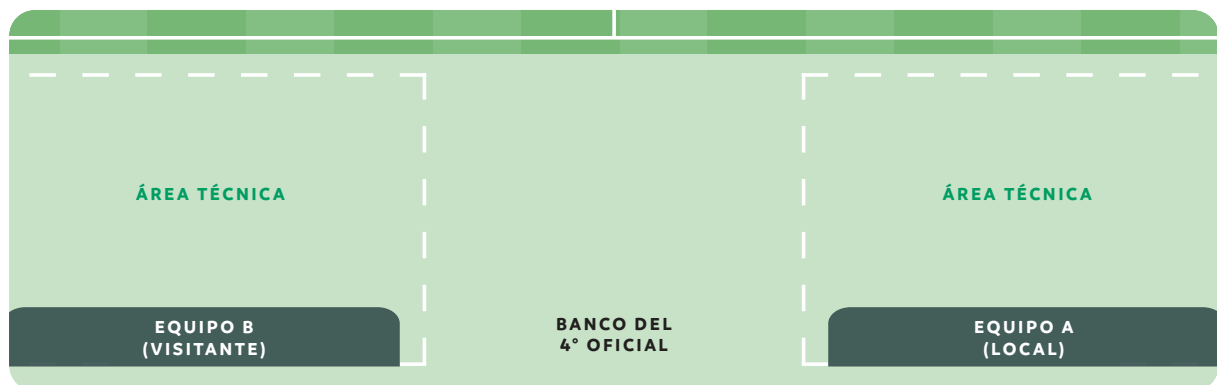 ÁREA TÉCNICA
ÁREA TÉCNICA
EQUIPO B
(VISITANTE)
BANCO DEL
4° OFICIAL
EQUIPO A
(LOCAL)